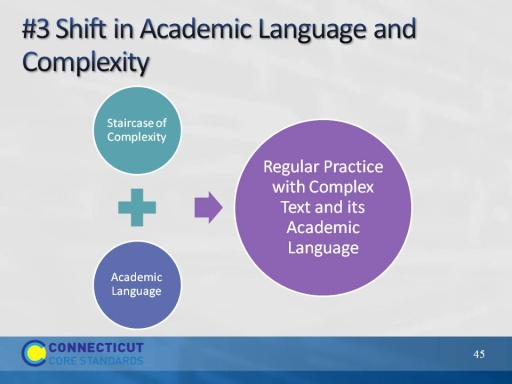 #3 Shift in Academic Language and
Complexity
Staircase of
Complexity
Academic
Language
Regular Practice
with Complex
Text and its
Academic
Language
CONNECTICUT
CORE STANDARDS
45